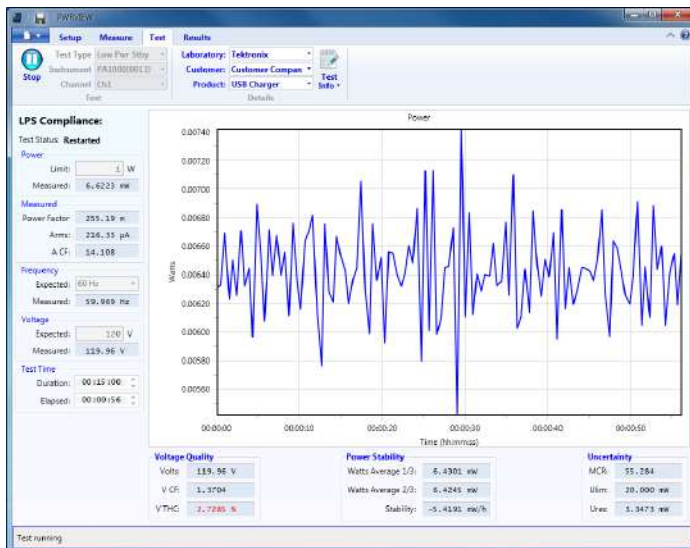 PWRVIEW
Setup Measure Test Results
Stop
Test Type Low Pwr Stby
Instrument
Channel Ch1
Test
Laboratory: Tektronix
Customer: Customer Compan
Product: USB Charger
Test Info
Details
LPS Compliance:
Test Status: Restarted
Power
Limit: 1 W
Measured: 6.6223 mW
Measured
Power Factor 255.19 m
Arms: 216.33 µA
A CF: 14.108
Frequency
Expected: 60 Hz
Measured: 59.969 Hz
Voltage
Expected: 120 V
Measured: 119.96 V
Test Time
Duration: 00:15:00
Elapsed: 00:00:56
Power
0.00740
0.00720
0.00700
0.00680
0.00660
0.00640
0.00620
0.00600
0.00580
0.00560
Watts
00:00:00 00:00:10 00:00:20 00:00:30 00:00:40 00:00:50
Time (hh:mm:ss)
Voltage Quality
Volts: 119.96 V
V CF: 1.3704
V THC: 2.7285 %
Power Stability
Watts Average 1/3: 6.4301 mW
Watts Average 2/3: 6.4245 mW
Stability: -5.4191 mW/h
Uncertainty
MCR: 55.284
Ulim: 20.000 mW
Ures: 3.3473 mW
Test running